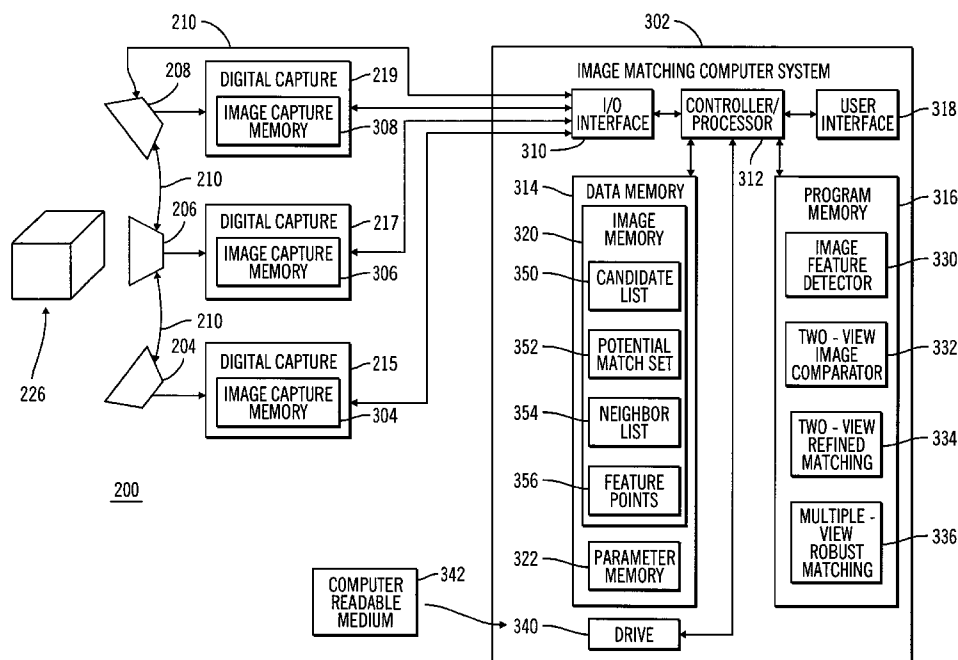 210
302
208
DIGITAL CAPTURE
219
IMAGE CAPTURE
MEMORY
308
IMAGE MATCHING COMPUTER SYSTEM
I/O
INTERFACE
310
CONTROLLER/
PROCESSOR
312
USER
INTERFACE
318
210
206
DIGITAL CAPTURE
217
IMAGE CAPTURE
MEMORY
306
226
210
204
DIGITAL CAPTURE
215
IMAGE CAPTURE
MEMORY
304
200
314
DATA MEMORY
320
IMAGE
MEMORY
350
CANDIDATE
LIST
352
POTENTIAL
MATCH SET
354
NEIGHBOR
LIST
356
FEATURE
POINTS
322
PARAMETER
MEMORY
PROGRAM
MEMORY
316
IMAGE
FEATURE
DETECTOR
330
TWO - VIEW
IMAGE
COMPARATOR
332
TWO - VIEW
REFINED
MATCHING
334
MULTIPLE -
VIEW
ROBUST
MATCHING
336
COMPUTER
READABLE
MEDIUM
342
340
DRIVE